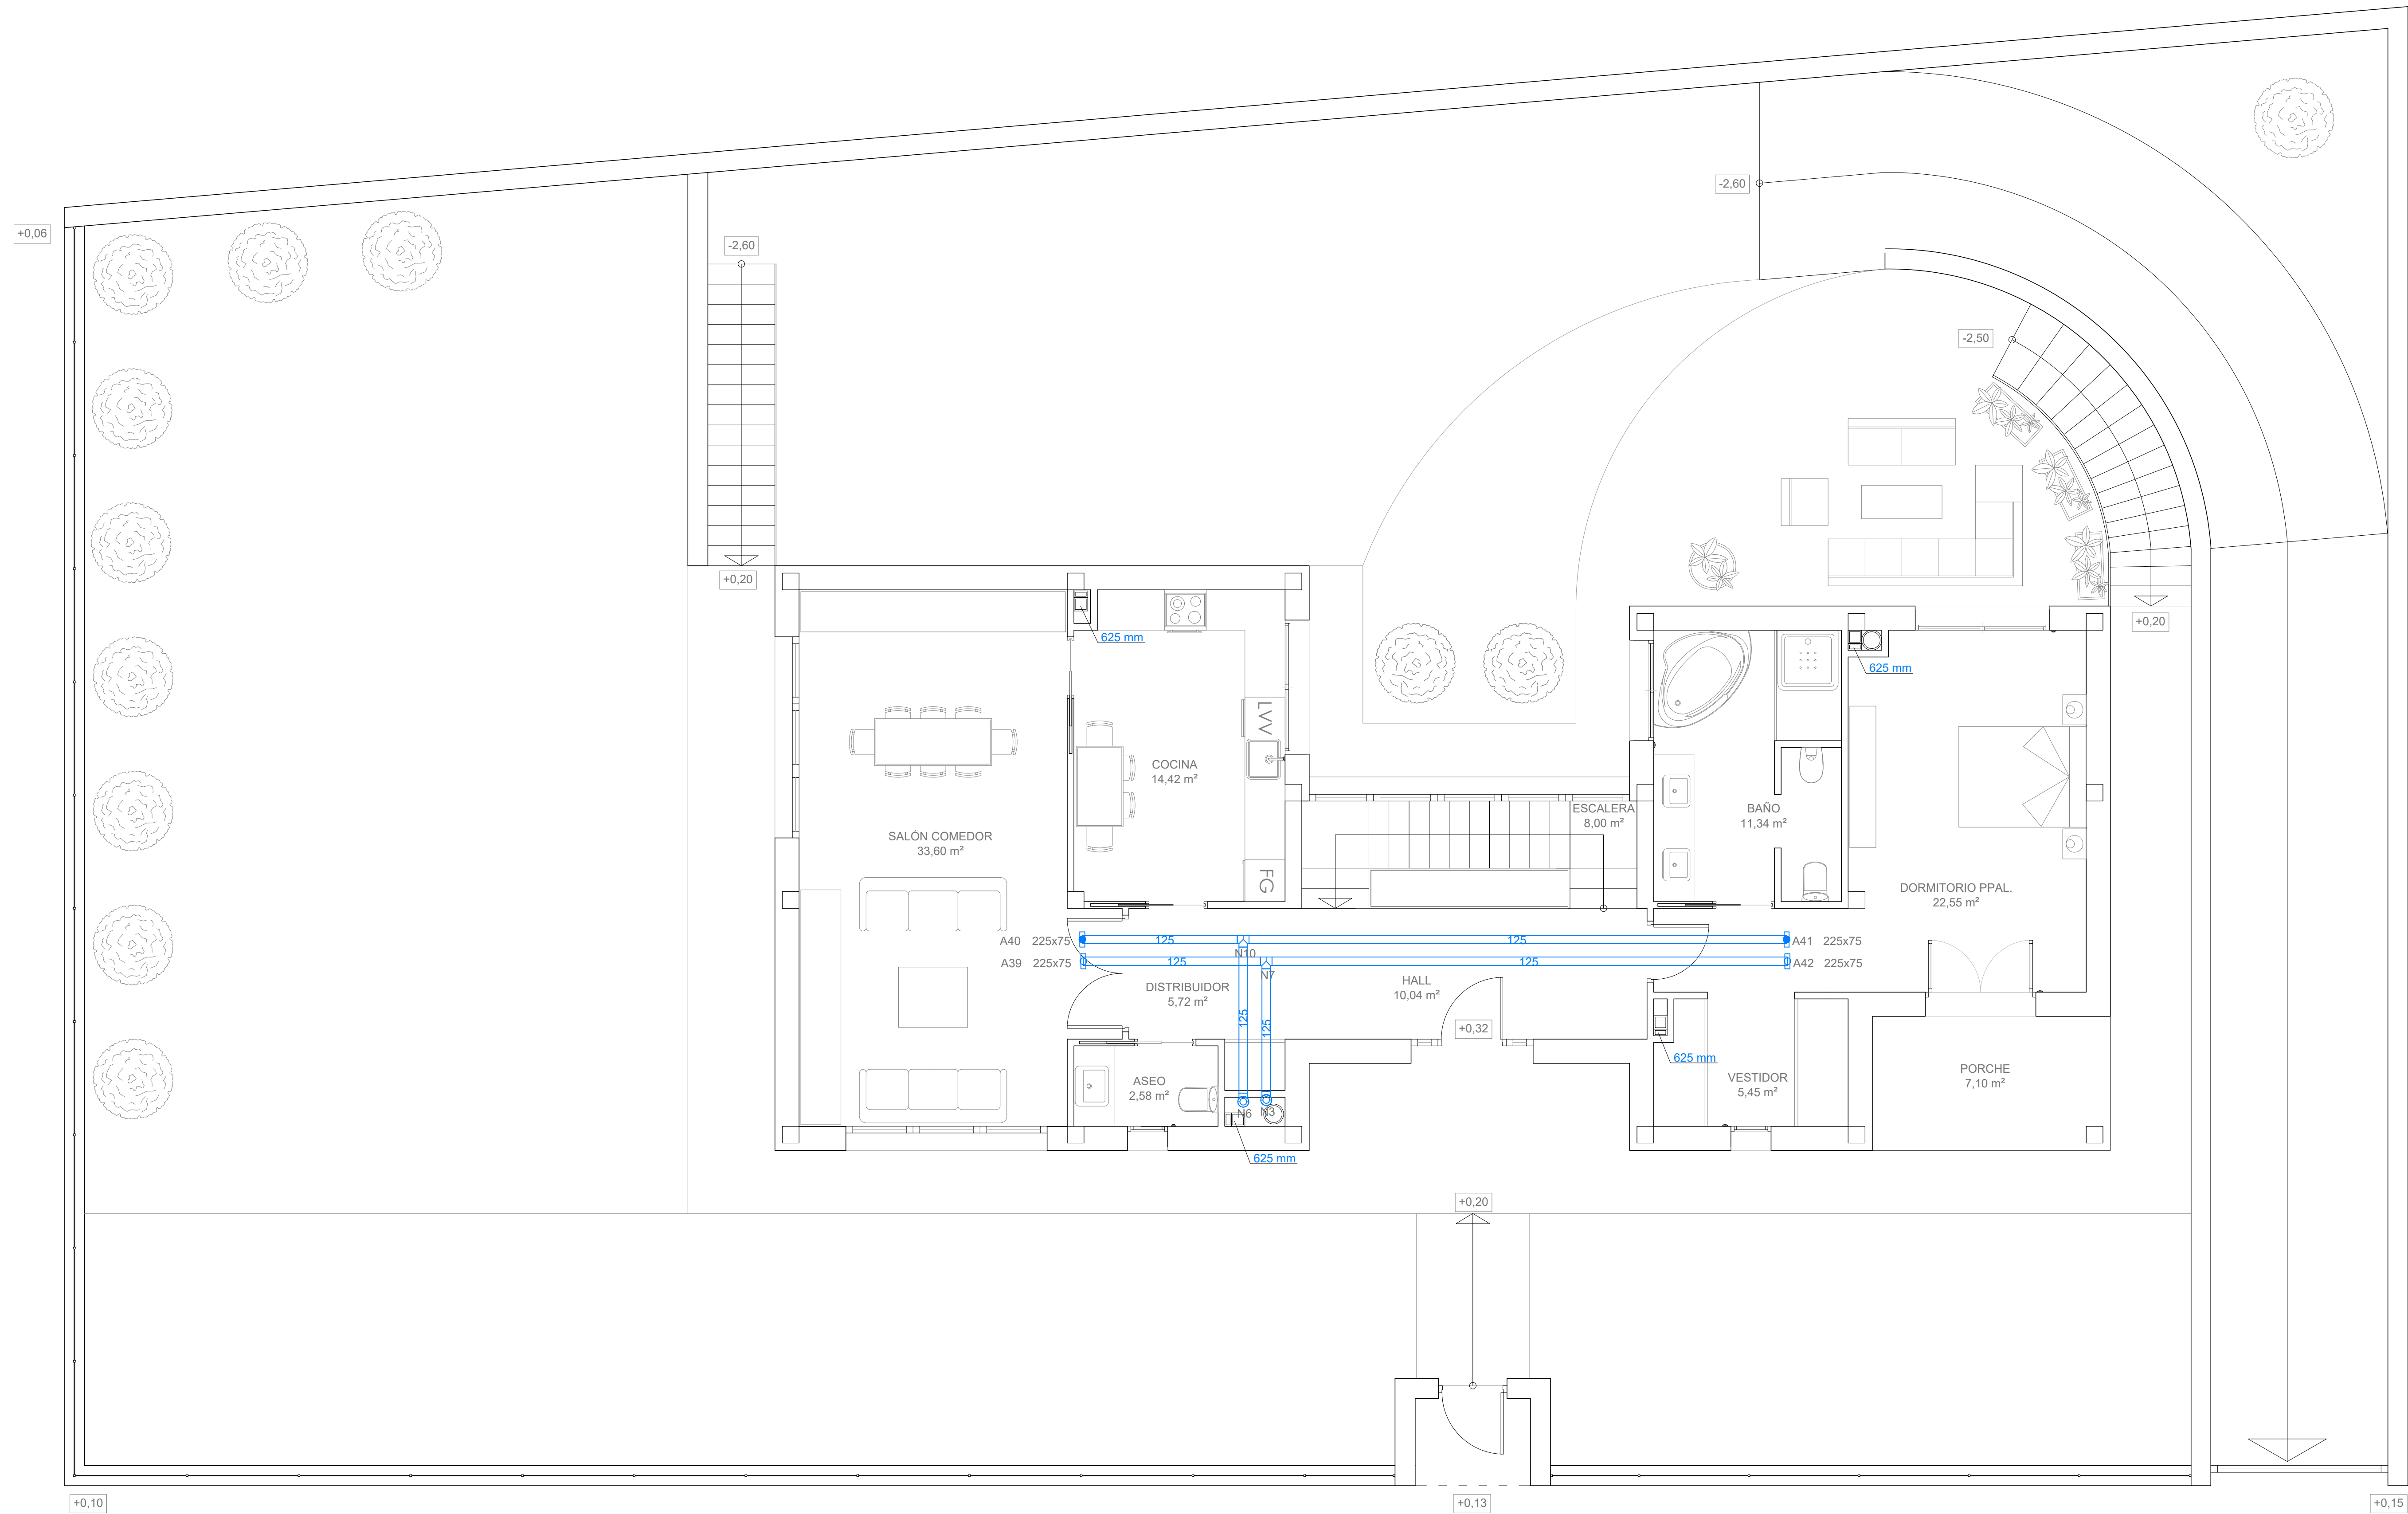 -2,60
+0,06
-2,60
-2,50
+0,20
+0,20
625 mm
625 mm
LVV
COCINA
14,42 m²
ESCALERA
8,00 m²
BAÑO
11,34 m²
SALÓN COMEDOR
33,60 m²
FG
DORMITORIO PPAL.
22,55 m²
A40 225x75
125
125
A41 225x75
N10
A39 225x75
125
125
A42 225x75
N7
DISTRIBUIDOR
5,72 m²
HALL
10,04 m²
125
125
+0,32
625 mm
ASEO
2,58 m²
VESTIDOR
5,45 m²
PORCHE
7,10 m²
N6
N3
625 mm
+0,20
+0,10
+0,13
+0,15